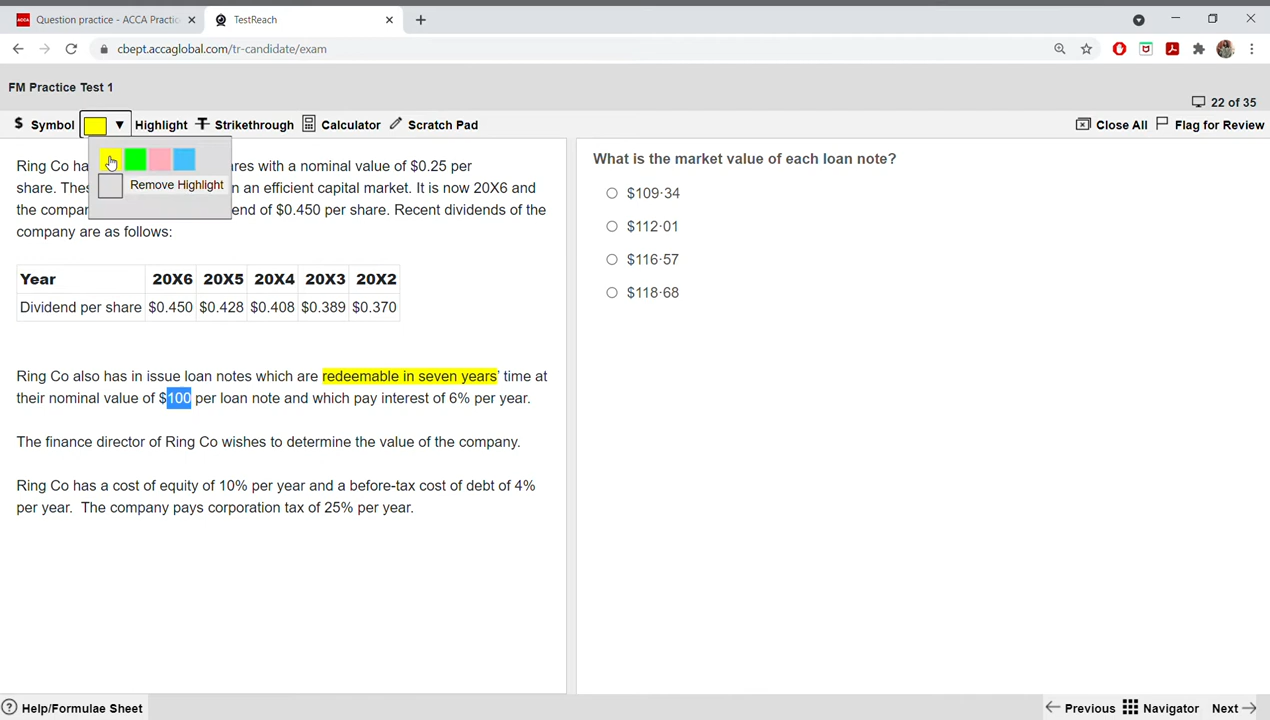 Question practice - ACCA Practic
TestReach
cbept.accaglobal.com/tr-candidate/exam
FM Practice Test 1
22 of 35
$ Symbol Highlight Strikethrough Calculator Scratch Pad Close All Flag for Review
Remove Highlight
Ring Co ha res with a nominal value of $0.25 per
share. Thes n an efficient capital market. It is now 20X6 and
the compar end of $0.450 per share. Recent dividends of the
company are as follows:
Year 20X6 20X5 20X4 20X3 20X2
Dividend per share $0.450 $0.428 $0.408 $0.389 $0.370
Ring Co also has in issue loan notes which are redeemable in seven years' time at
their nominal value of $100 per loan note and which pay interest of 6% per year.
The finance director of Ring Co wishes to determine the value of the company.
Ring Co has a cost of equity of 10% per year and a before-tax cost of debt of 4%
per year. The company pays corporation tax of 25% per year.
What is the market value of each loan note?
$109·34
$112·01
$116·57
$118·68
Help/Formulae Sheet
Previous Navigator Next